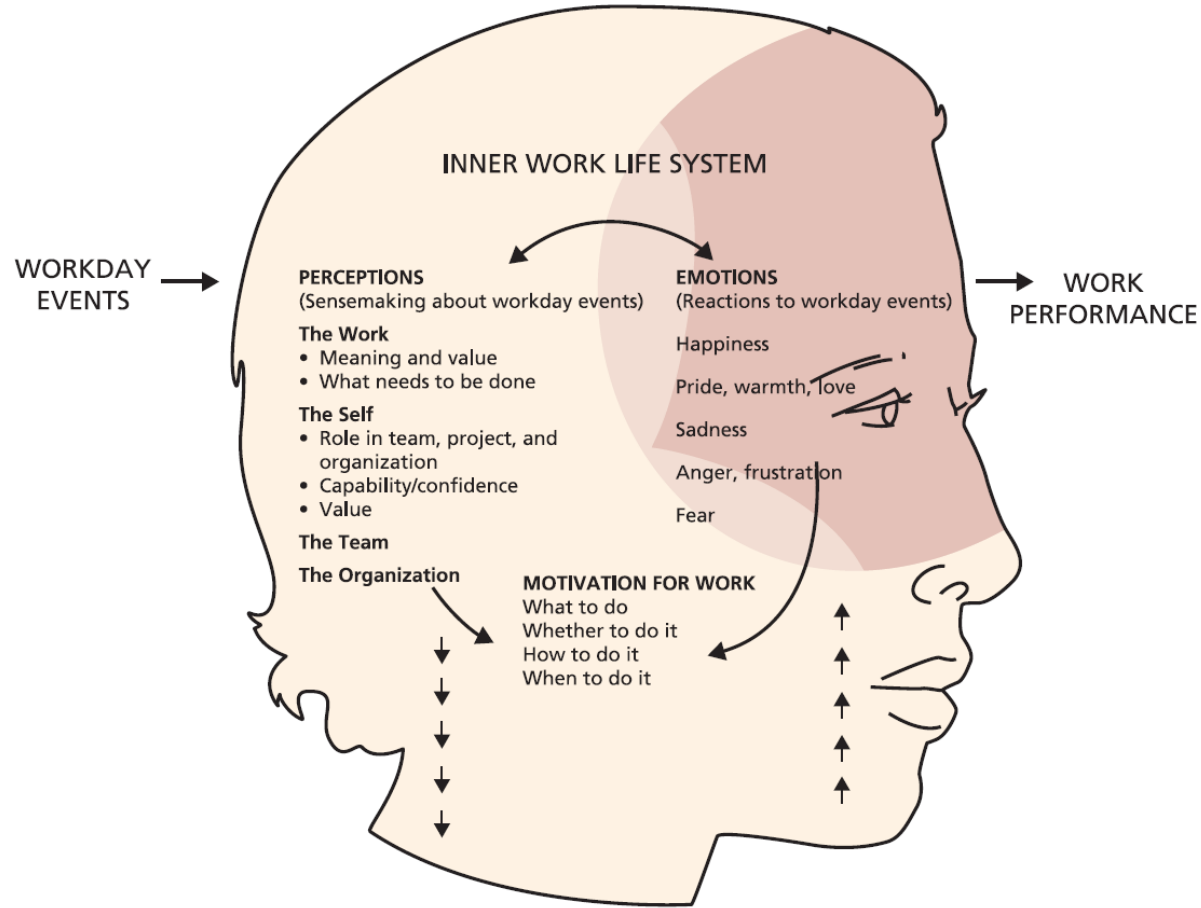 INNER WORK LIFE SYSTEM
WORKDAY
EVENTS
PERCEPTIONS
(Sensemaking about workday events)
The Work
• Meaning and value
• What needs to be done
The Self
• Role in team, project, and
organization
• Capability/confidence
• Value
The Team
The Organization
EMOTIONS
(Reactions to workday events)
Happiness
Pride, warmth, love
Sadness
Anger, frustration
Fear
MOTIVATION FOR WORK
What to do
Whether to do it
How to do it
When to do it
WORK
PERFORMANCE